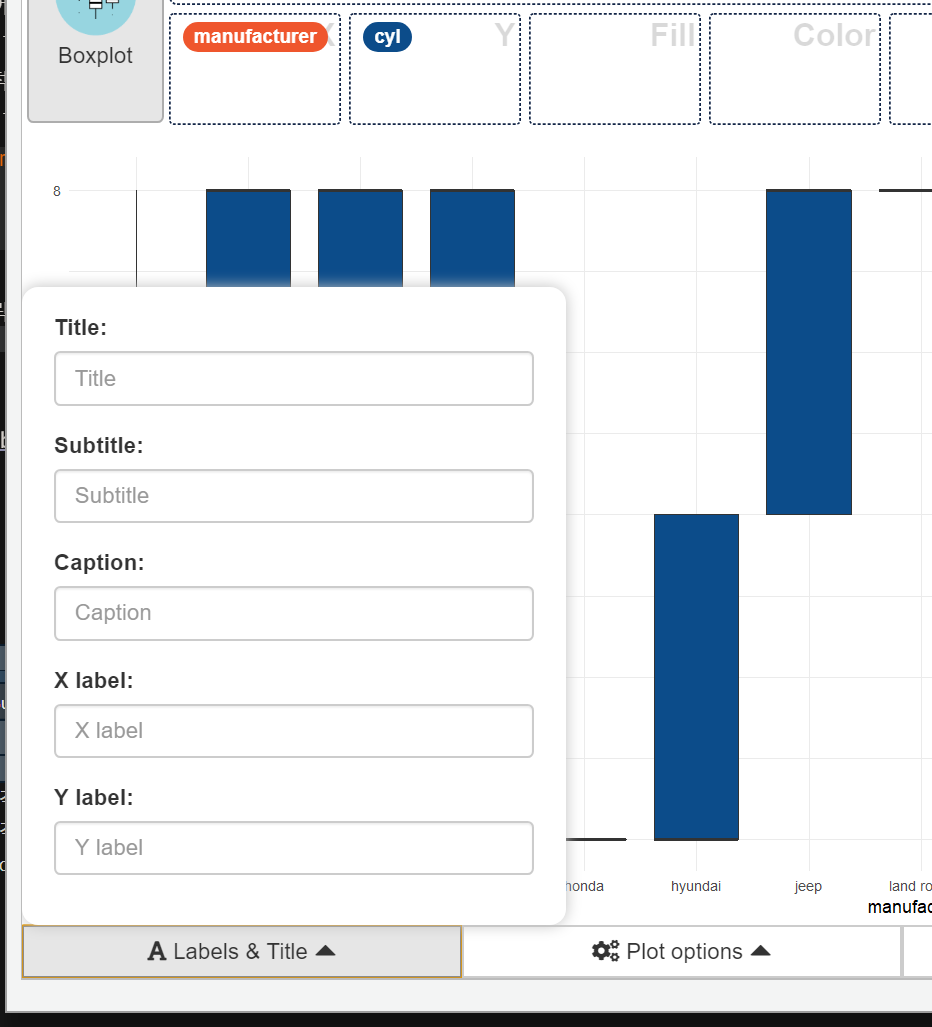 manufacturer X
cyl Y
Fill
Color
Boxplot
8
Title:
Title
Subtitle:
Subtitle
Caption:
Caption
X label:
X label
Y label:
Y label
honda
hyundai
jeep
land ro
manufac
A Labels & Title
Plot options